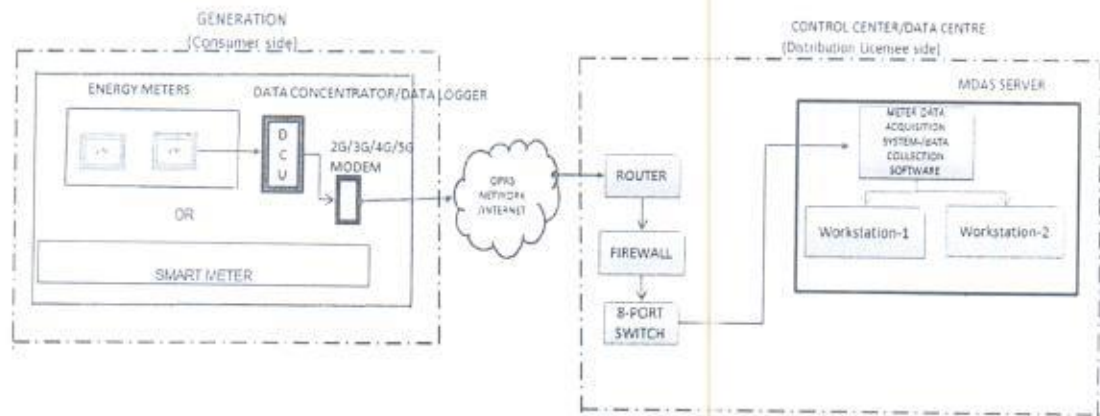 GENERATION
(Consumer side)
ENERGY METERS
DATA CONCENTRATOR/DATA LOGGER
D
C
U
2G/3G/4G/5G
MODEM
OR
SMART METER
GPRS
NETWORK
/INTERNET
CONTROL CENTER/DATA CENTRE
(Distribution Licensee side)
ROUTER
FIREWALL
8-PORT
SWITCH
MDAS SERVER
METER DATA
ACQUISITION
SYSTEM-/DATA
COLLECTION
SOFTWARE
Workstation-1
Workstation-2